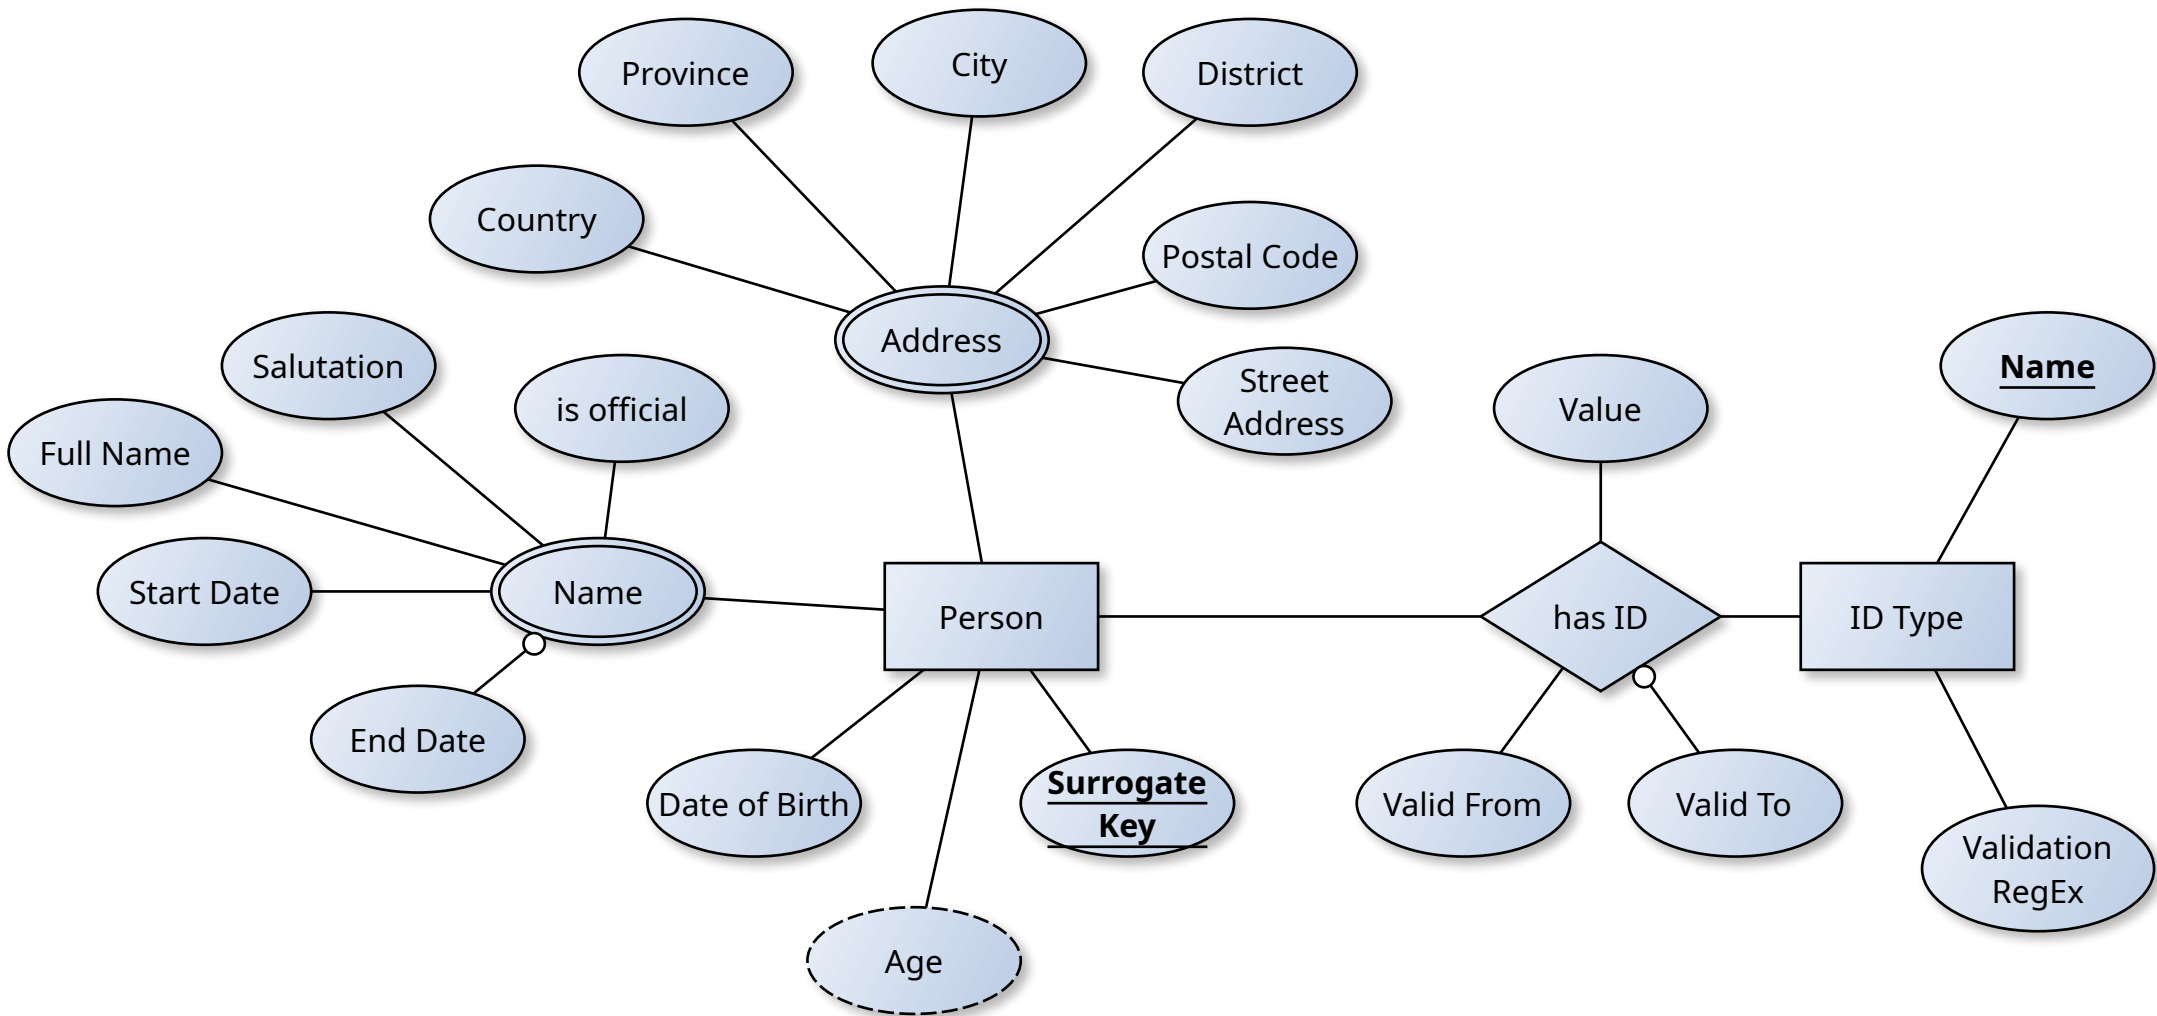 Province
City
District
Country
Postal Code
Address
Salutation
is official
Street
Address
Value
Name
Full Name
Start Date
Name
Person
has ID
ID Type
End Date
Date of Birth
Surrogate
Key
Valid From
Valid To
Validation
RegEx
Age